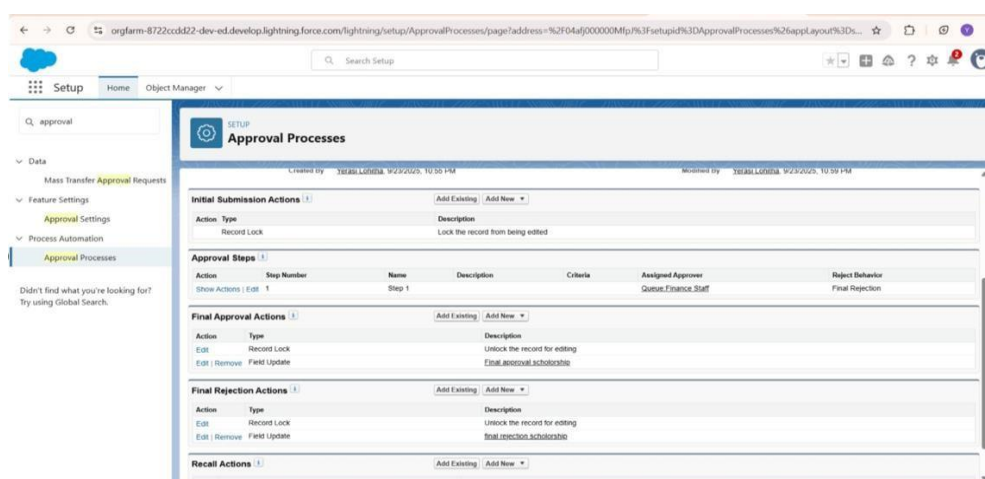 orgfarm-8722ccdd22-dev-ed.develop.lightning.force.com/lightning/setup/ApprovalProcesses/page?address=%2F04afj000000MfpJ%3Fsetupid%3DApprovalProcesses%26appLayout%3Ds...
Search Setup
2
Setup Home Object Manager
approval
SETUP
Approval Processes
Data
Mass Transfer Approval Requests
Feature Settings
Approval Settings
Process Automation
Approval Processes
Didn't find what you're looking for?
Try using Global Search.
Created By Yerasi Lohitha, 9/23/2025, 10:55 PM Modified By Yerasi Lohitha, 9/23/2025, 10:59 PM
Initial Submission Actions i Add Existing Add New
Action Type Description
Record Lock Lock the record from being edited
Approval Steps i
Action Step Number Name Description Criteria Assigned Approver Reject Behavior
Show Actions | Edit 1 Step 1 Queue:Finance Staff Final Rejection
Final Approval Actions i Add Existing Add New
Action Type Description
Edit Record Lock Unlock the record for editing
Edit | Remove Field Update Final approval scholorship
Final Rejection Actions i Add Existing Add New
Action Type Description
Edit Record Lock Unlock the record for editing
Edit | Remove Field Update final rejection scholorship
Recall Actions i Add Existing Add New